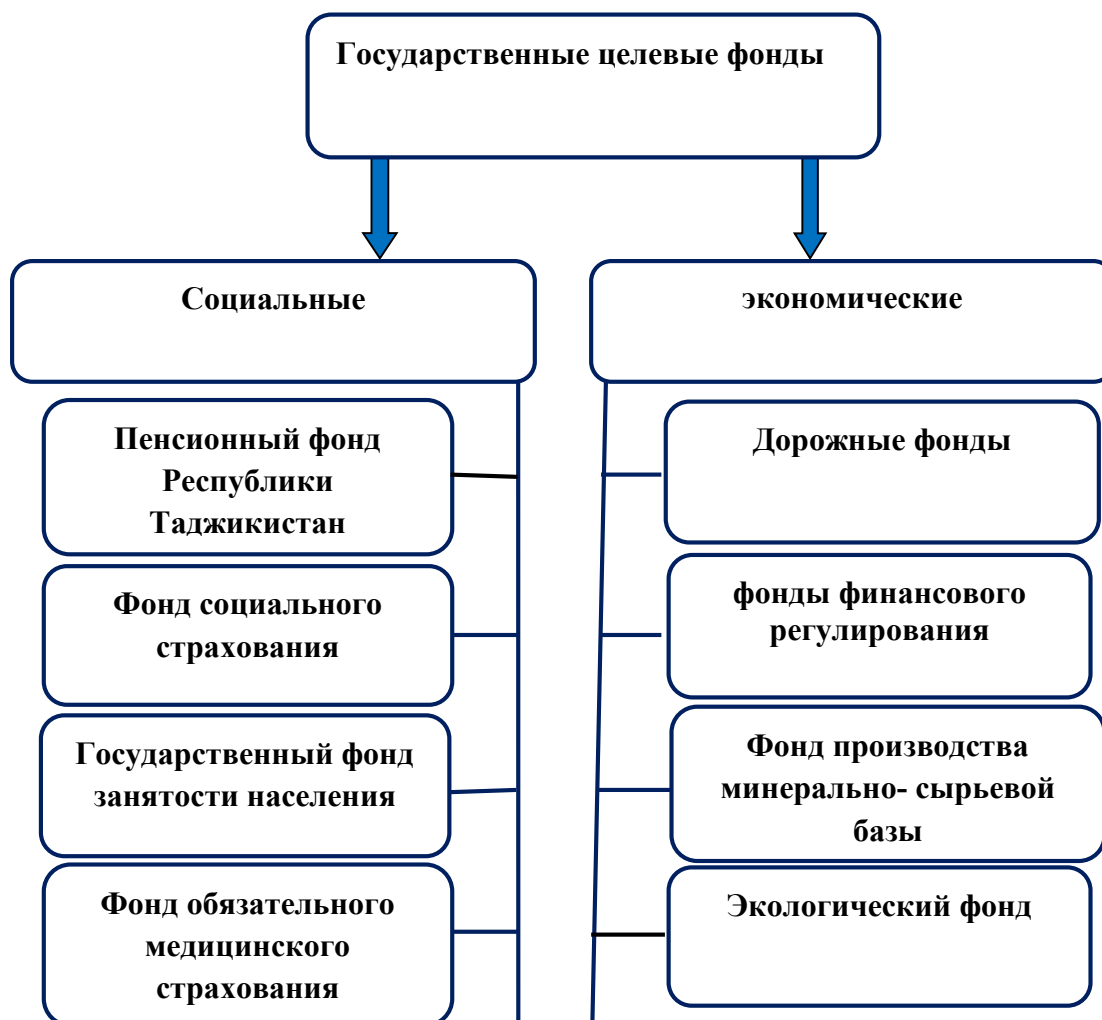 Государственные целевые фонды
Социальные
экономические
Пенсионный фонд
Республики
Таджикистан
Дорожные фонды
Фонд социального
страхования
фонды финансового
регулирования
Государственный фонд
занятости населения
Фонд производства
минерально- сырьевой
базы
Фонд обязательного
медицинского
страхования
Экологический фонд